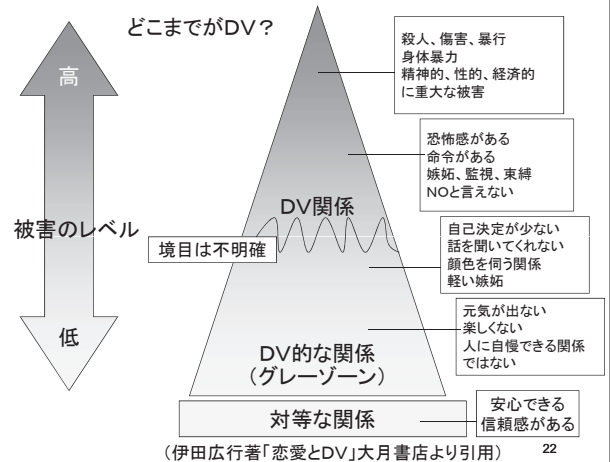 どこまでがDV？
高
殺人、傷害、暴行
身体暴力
精神的、性的、経済的
に重大な被害
恐怖感がある
命令がある
嫉妬、監視、束縛
NOと言えない
DV関係
被害のレベル
境目は不明確
自己決定が少ない
話を聞いてくれない
顔色を伺う関係
軽い嫉妬
低
元気が出ない
楽しくない
人に自慢できる関係
ではない
DV的な関係
（グレーゾーン）
対等な関係
安心できる
信頼感がある
（伊田広行著「恋愛とDV」大月書店より引用）
22